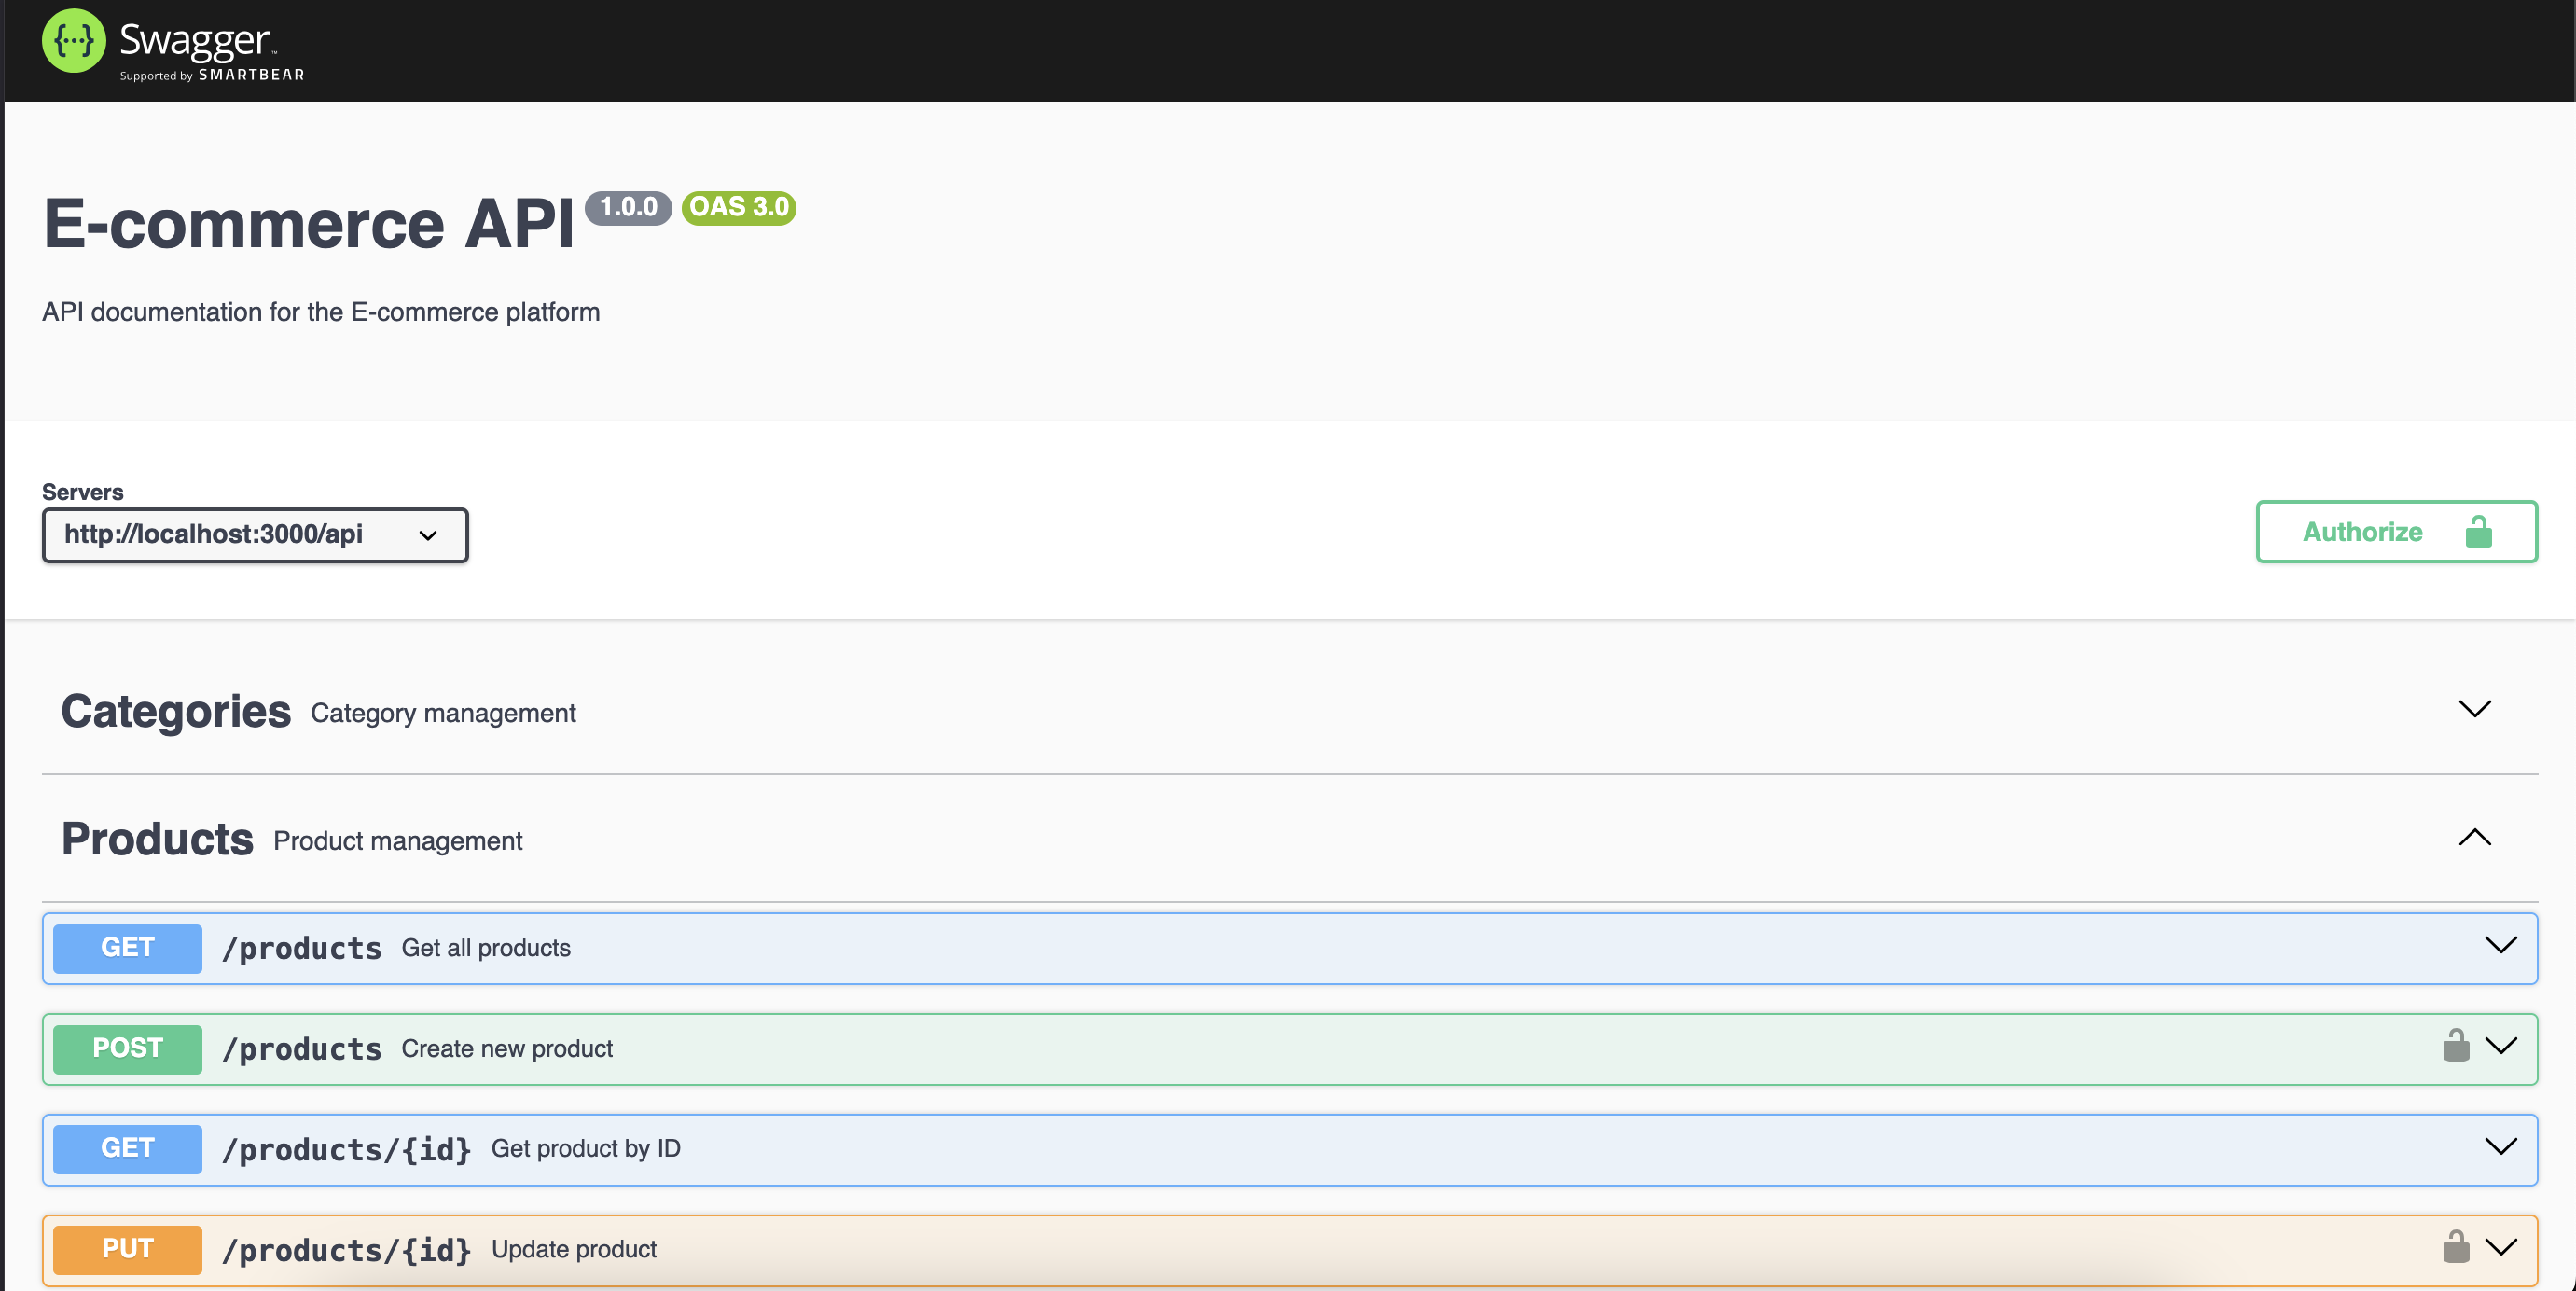 {···} Swagger™
Supported by SMARTBEAR
E-commerce API 1.0.0 OAS 3.0
API documentation for the E-commerce platform
Servers
http://localhost:3000/api
Authorize
Categories Category management
Products Product management
GET /products Get all products
POST /products Create new product
GET /products/{id} Get product by ID
PUT /products/{id} Update product